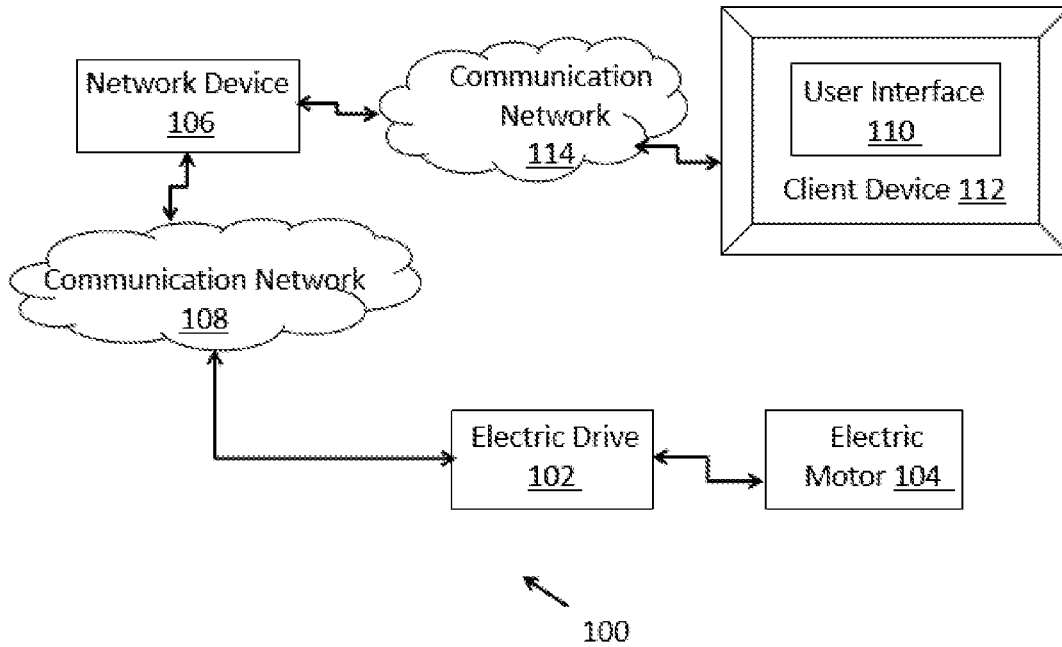 Network Device
106
Communication
Network
114
User Interface
110
Client Device 112
Communication Network
108
Electric Drive
102
Electric
Motor 104
100